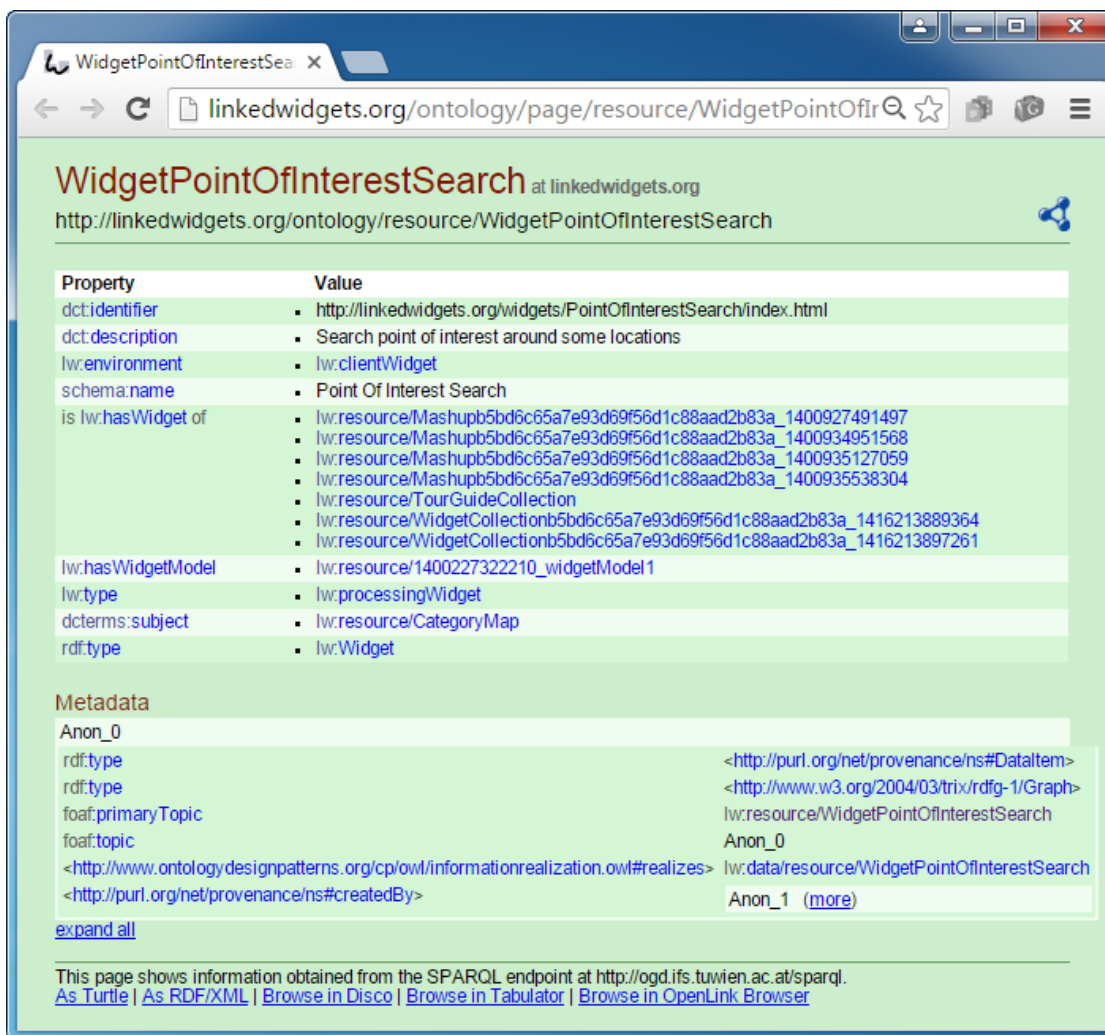 WidgetPointOfInterestSea
linkedwidgets.org/ontology/page/resource/WidgetPointOfIr
WidgetPointOfInterestSearch at linkedwidgets.org
http://linkedwidgets.org/ontology/resource/WidgetPointOfInterestSearch
Property Value
dct:identifier ▪ http://linkedwidgets.org/widgets/PointOfInterestSearch/index.html
dct:description ▪ Search point of interest around some locations
lw:environment ▪ lw:clientWidget
schema:name ▪ Point Of Interest Search
is lw:hasWidget of ▪ lw:resource/Mashupb5bd6c65a7e93d69f56d1c88aad2b83a_1400927491497
▪ lw:resource/Mashupb5bd6c65a7e93d69f56d1c88aad2b83a_1400934951568
▪ lw:resource/Mashupb5bd6c65a7e93d69f56d1c88aad2b83a_1400935127059
▪ lw:resource/Mashupb5bd6c65a7e93d69f56d1c88aad2b83a_1400935538304
▪ lw:resource/TourGuideCollection
▪ lw:resource/WidgetCollectionb5bd6c65a7e93d69f56d1c88aad2b83a_1416213889364
▪ lw:resource/WidgetCollectionb5bd6c65a7e93d69f56d1c88aad2b83a_1416213897261
lw:hasWidgetModel ▪ lw:resource/1400227322210_widgetModel1
lw:type ▪ lw:processingWidget
dcterms:subject ▪ lw:resource/CategoryMap
rdf:type ▪ lw:Widget
Metadata
Anon_0
rdf:type <http://purl.org/net/provenance/ns#DataItem>
rdf:type <http://www.w3.org/2004/03/trix/rdfg-1/Graph>
foaf:primaryTopic lw:resource/WidgetPointOfInterestSearch
foaf:topic Anon_0
<http://www.ontologydesignpatterns.org/cp/owl/informationrealization.owl#realizes> lw:data/resource/WidgetPointOfInterestSearch
<http://purl.org/net/provenance/ns#createdBy> Anon_1 (more)
expand all
This page shows information obtained from the SPARQL endpoint at http://ogd.ifs.tuwien.ac.at/sparql.
As Turtle | As RDF/XML | Browse in Disco | Browse in Tabulator | Browse in OpenLink Browser